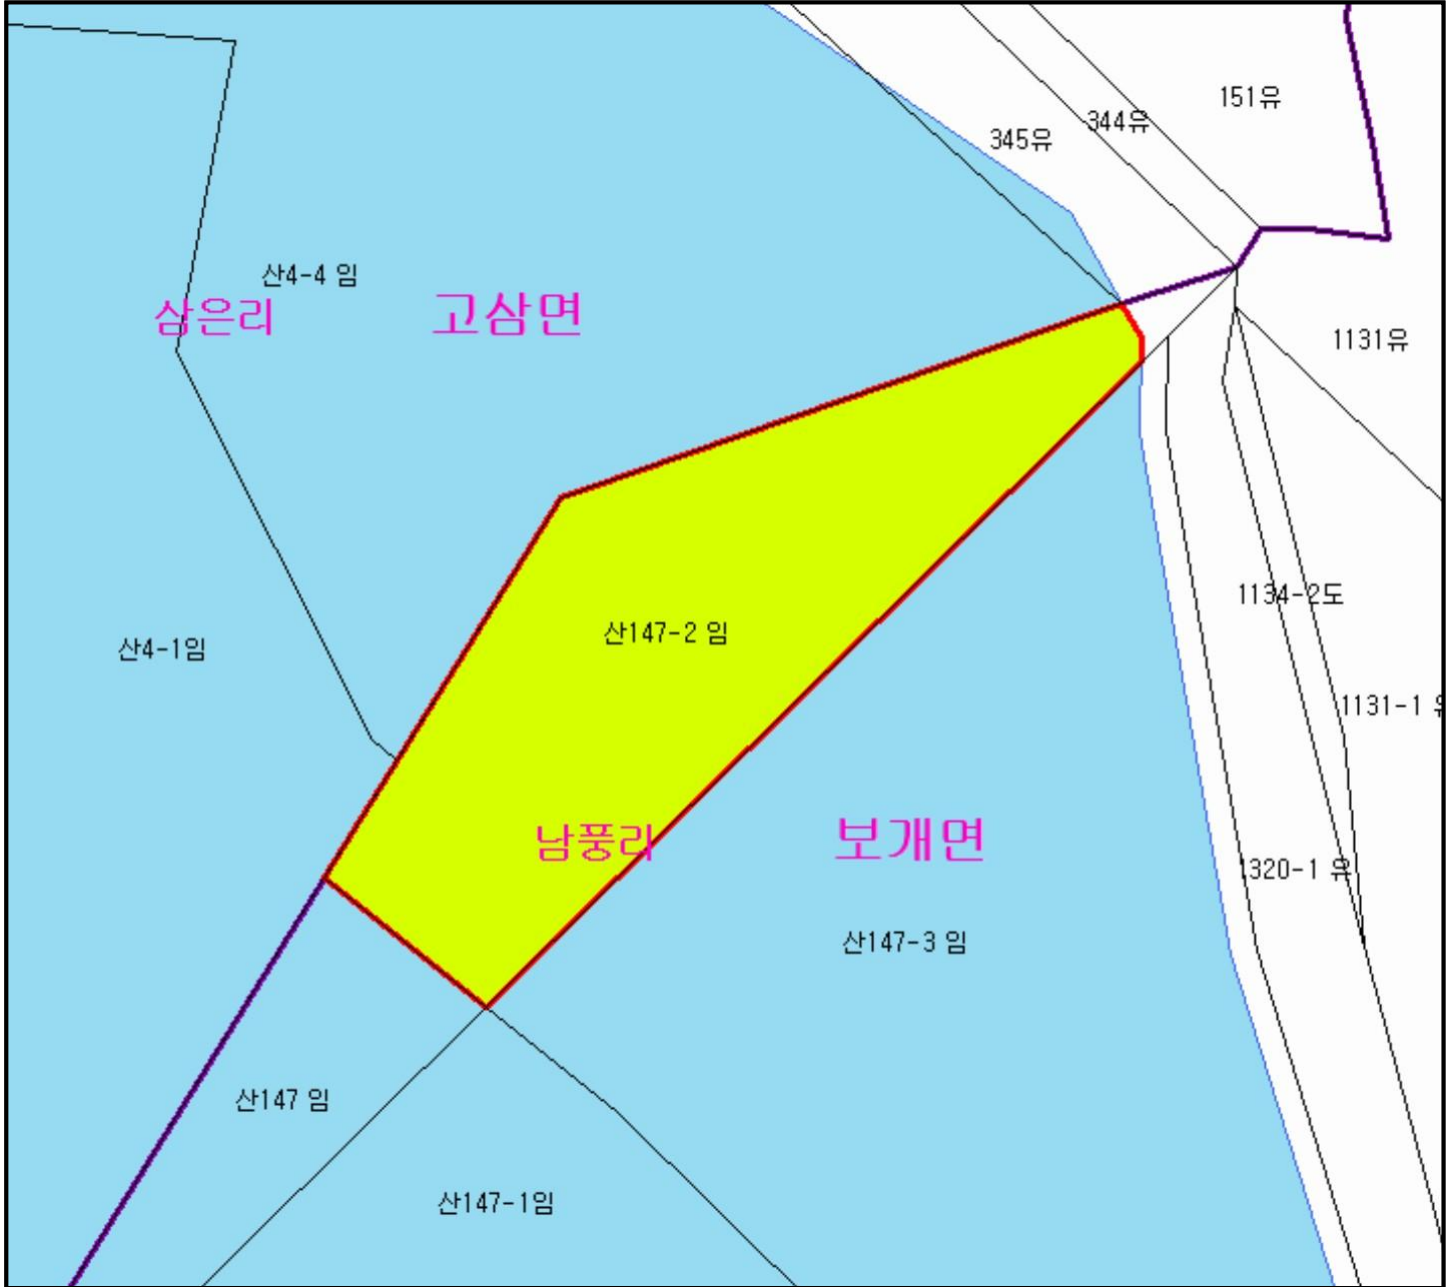 151유
344유
345유
산4-4 임
삼은리
고삼면
1131유
1134-2도
산147-2 임
산4-1임
1131-1
남풍리
보개면
1320-1 유
산147-3 임
산147 임
산147-1임